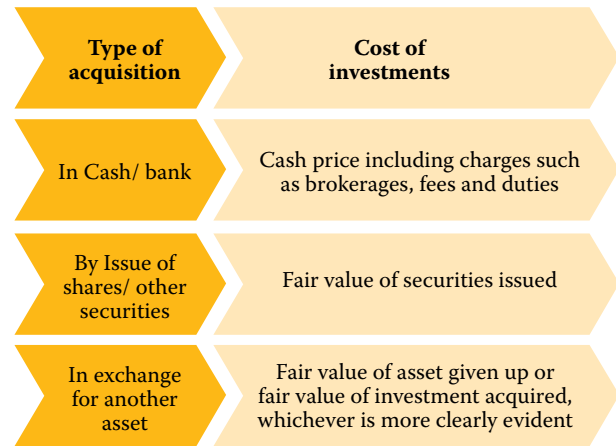 Type of
acquisition
Cost of
investments
In Cash/ bank
Cash price including charges such
as brokerages, fees and duties
By Issue of
shares/ other
securities
Fair value of securities issued
In exchange
for another
asset
Fair value of asset given up or
fair value of investment acquired,
whichever is more clearly evident